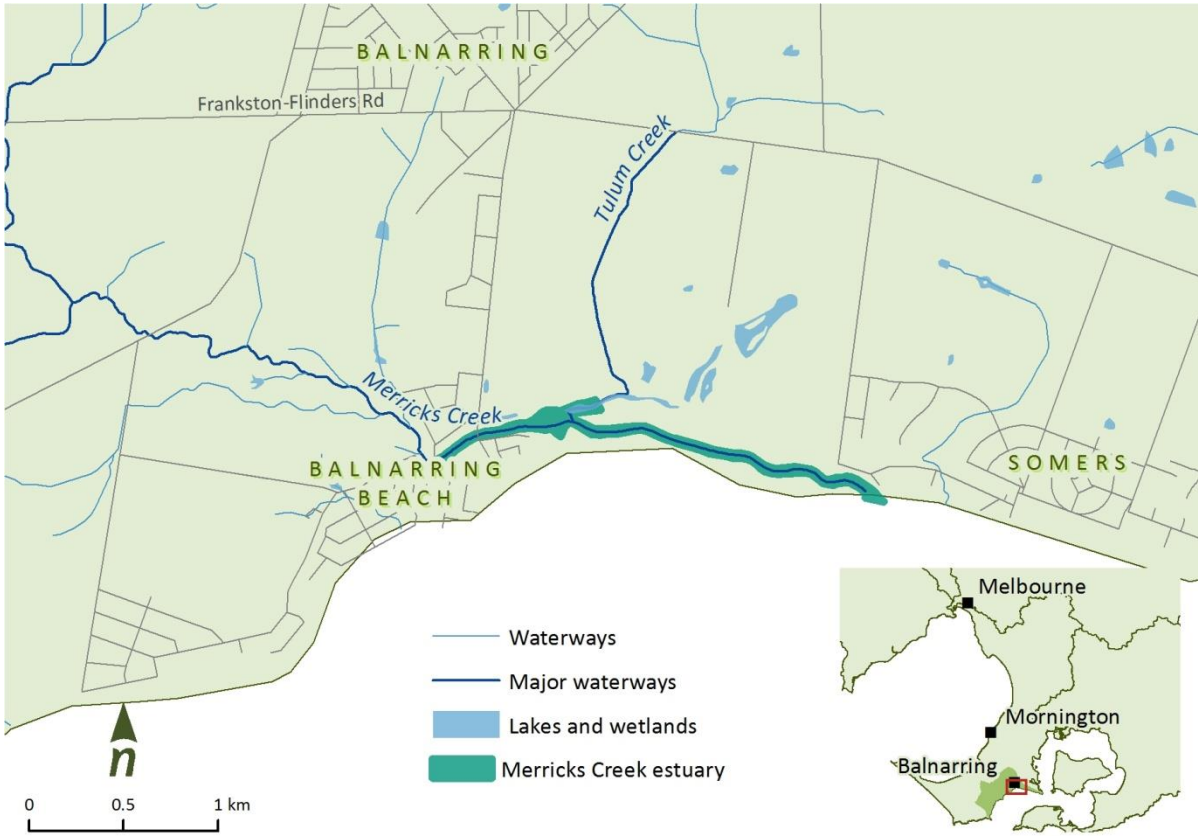 BALNARRING
Frankston-Flinders Rd
Tulum Creek
Merricks Creek
BALNARRING
BEACH
SOMERS
Waterways
Major waterways
Lakes and wetlands
Merricks Creek estuary
n
0 0.5 1 km
Melbourne
Mornington
Balnarring